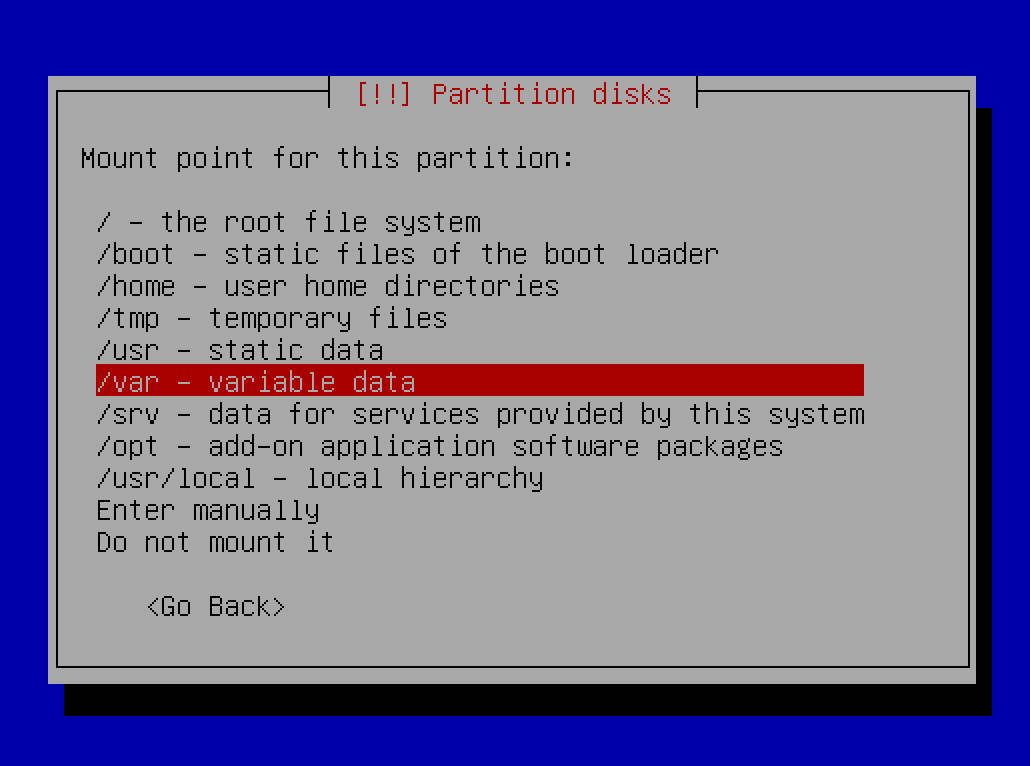 [!!] Partition disks
Mount point for this partition:
/ - the root file system
/boot - static files of the boot loader
/home - user home directories
/tmp - temporary files
/usr - static data
/var - variable data
/srv - data for services provided by this system
/opt - add-on application software packages
/usr/local - local hierarchy
Enter manually
Do not mount it
<Go Back>